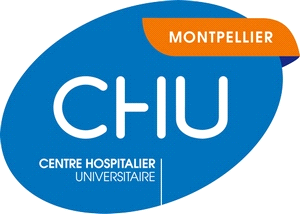 MONTPELLIER
CHU
CENTRE HOSPITALIER
UNIVERSITAIRE